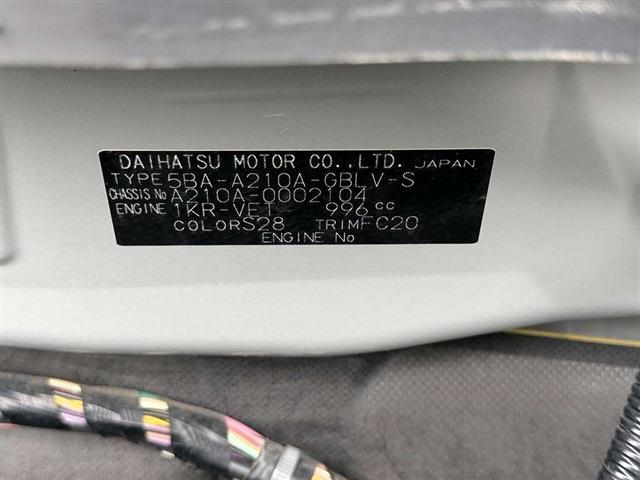 DAIHATSU MOTOR CO.,LTD. JAPAN
TYPE 5BA-A210A-GBLV-S
CHASSIS No A210A-0002104
ENGINE 1KR-VET 996 cc
COLOR S28 TRIM FC20
ENGINE No